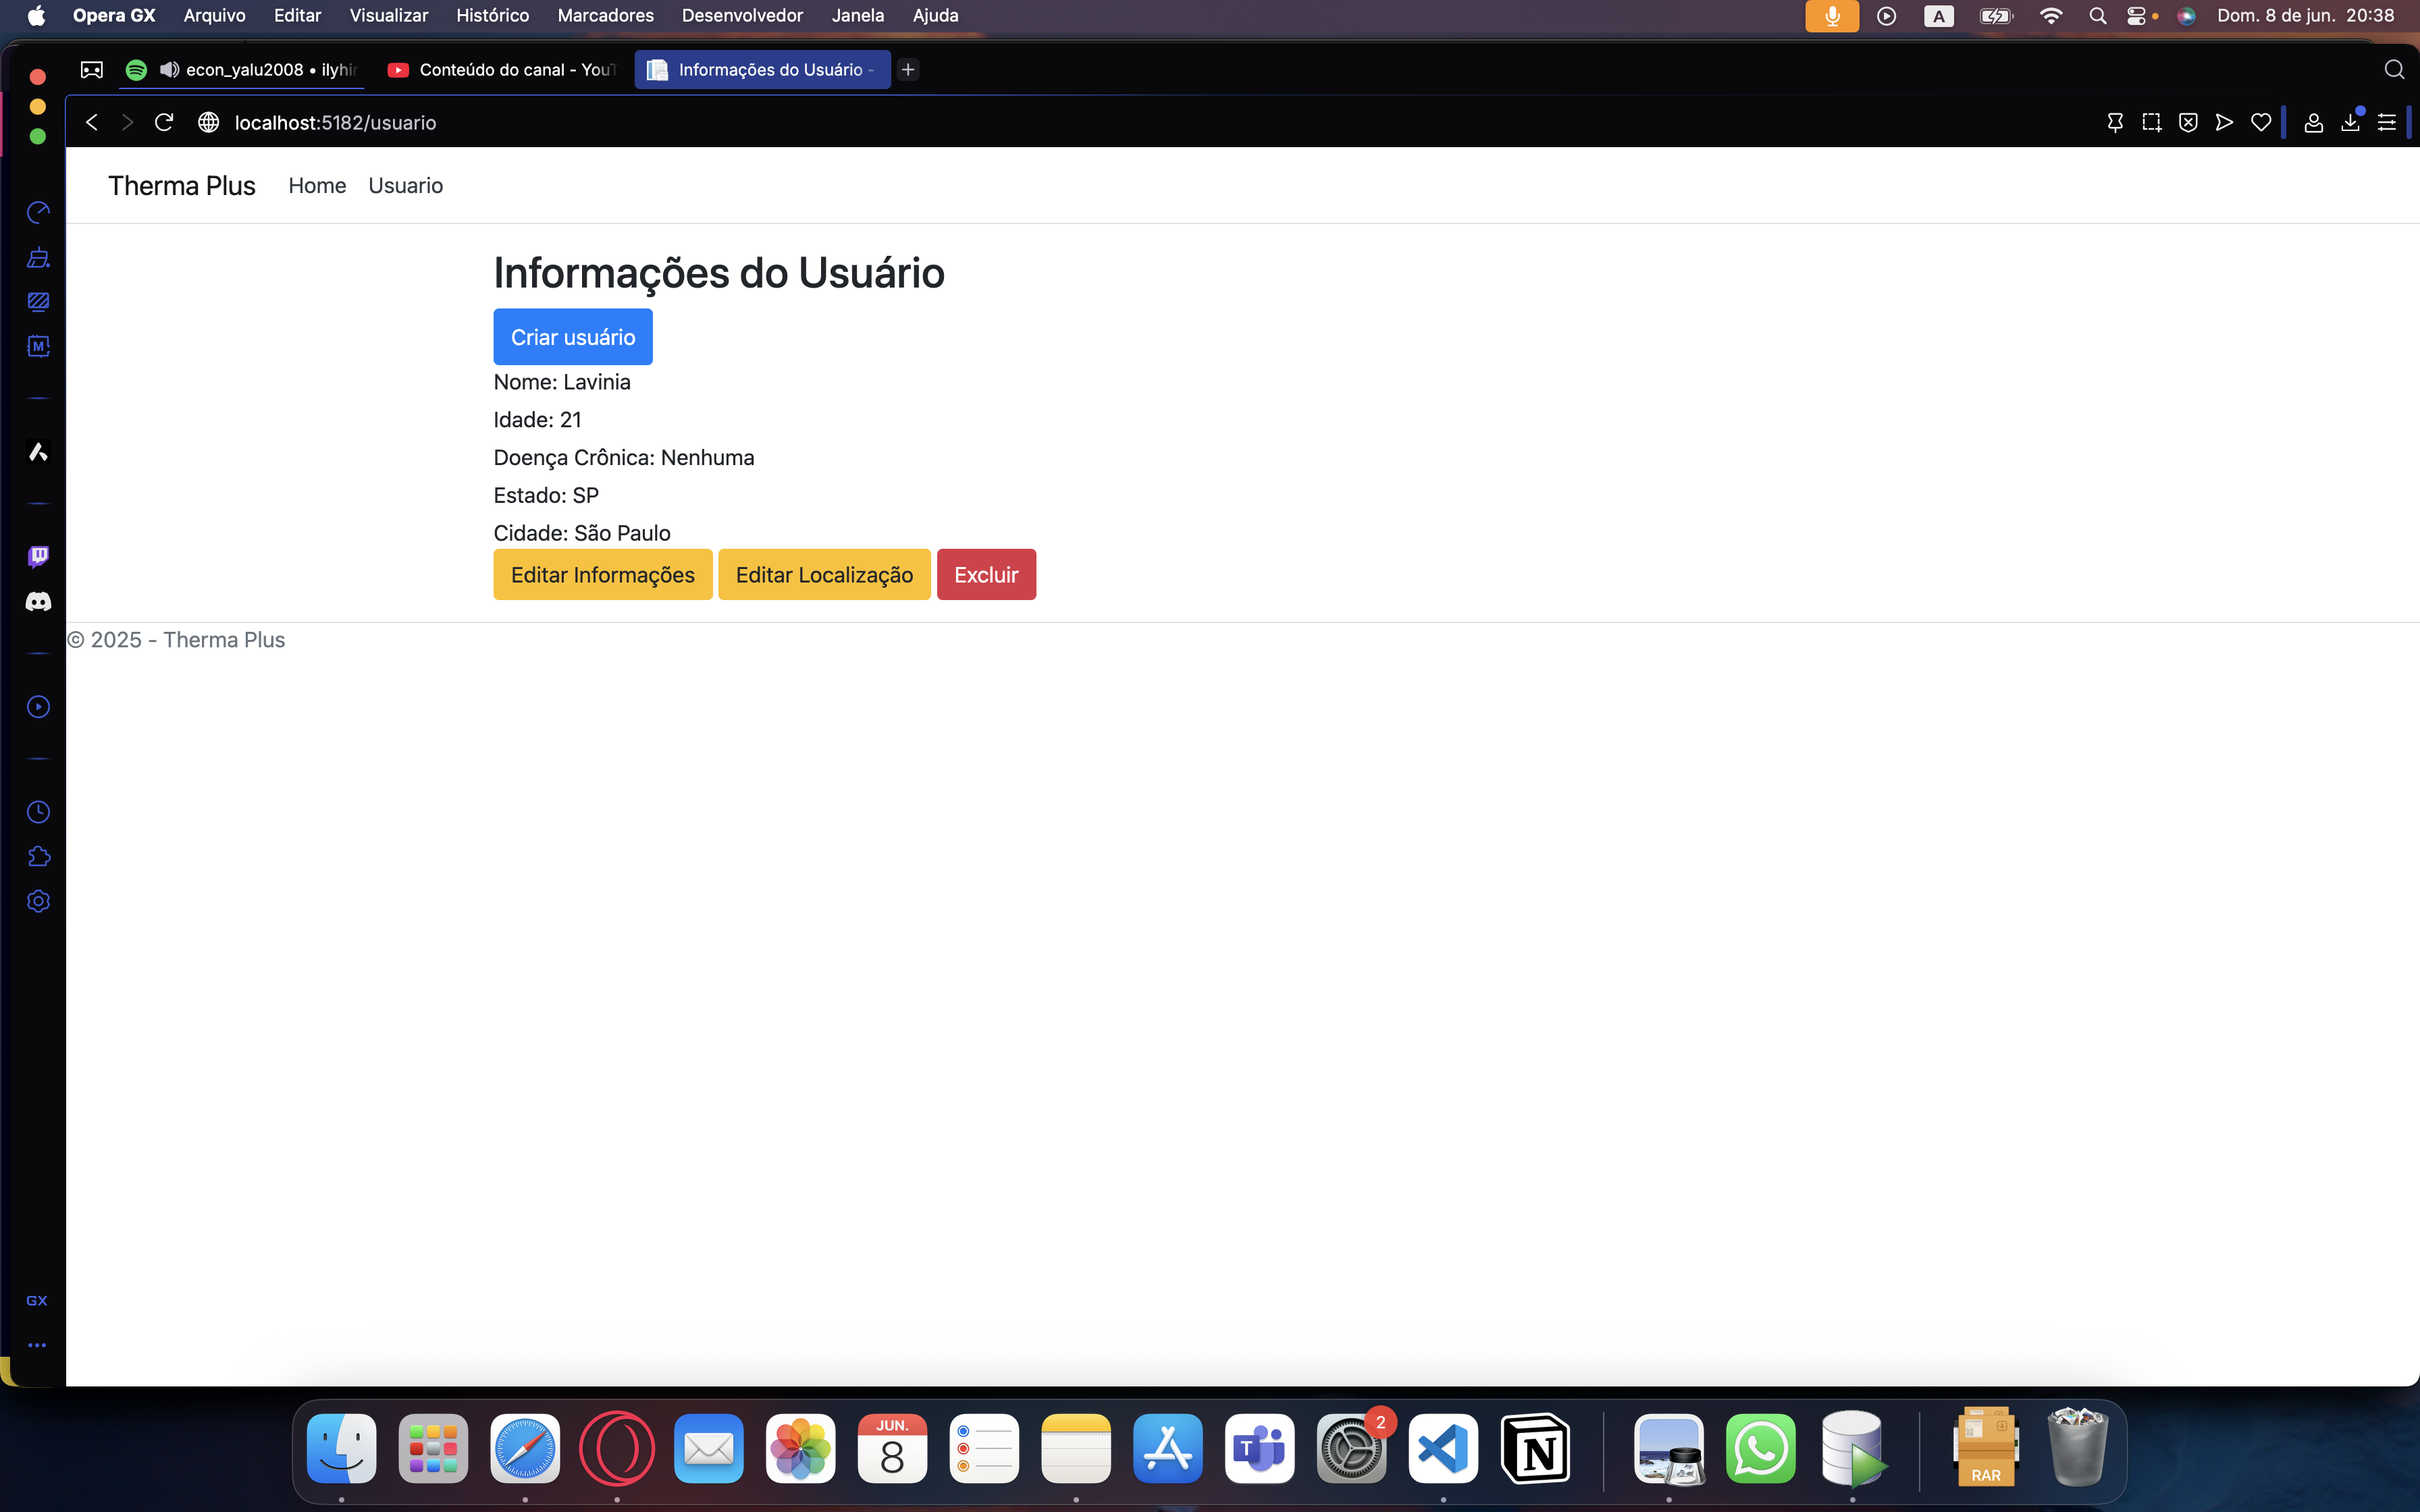 Opera GX Arquivo Editar Visualizar Histórico Marcadores Desenvolvedor Janela Ajuda A Dom. 8 de jun. 20:38
econ_yalu2008 • ilyhir Conteúdo do canal - YouT Informações do Usuário -
localhost:5182/usuario
Therma Plus Home Usuario
Informações do Usuário
Criar usuário
Nome: Lavinia
Idade: 21
Doença Crônica: Nenhuma
Estado: SP
Cidade: São Paulo
Editar Informações Editar Localização Excluir
© 2025 - Therma Plus
M
GX
JUN.
8
T
2
N
RAR